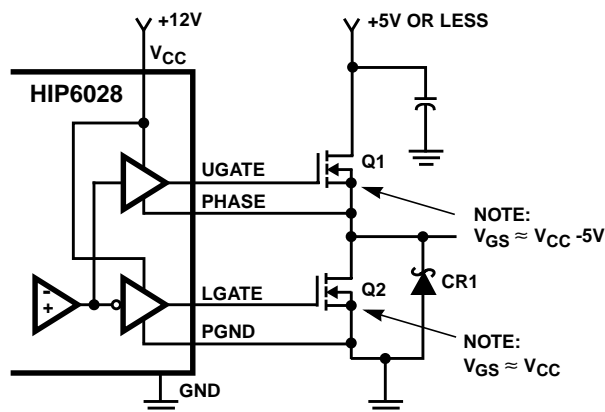 +12V
+5V OR LESS
VCC
HIP6028
Q1
UGATE
PHASE
NOTE:
VGS ≈ VCC -5V
- +
CR1
LGATE
Q2
PGND
NOTE:
VGS ≈ VCC
GND